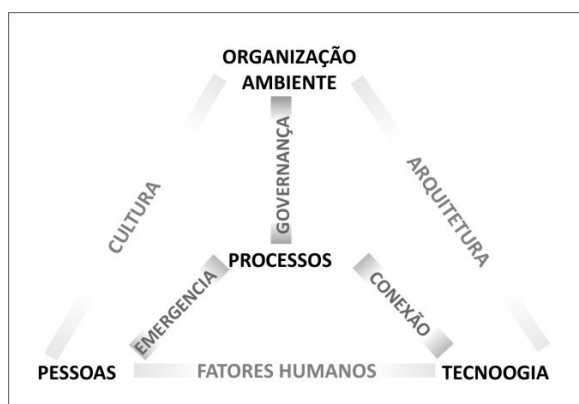 ORGANIZAÇÃO
AMBIENTE
CULTURA
GOVERNANÇA
ARQUITETURA
PROCESSOS
EMERGENCIA
CONEXÃO
PESSOAS
FATORES HUMANOS
TECNOOGIA